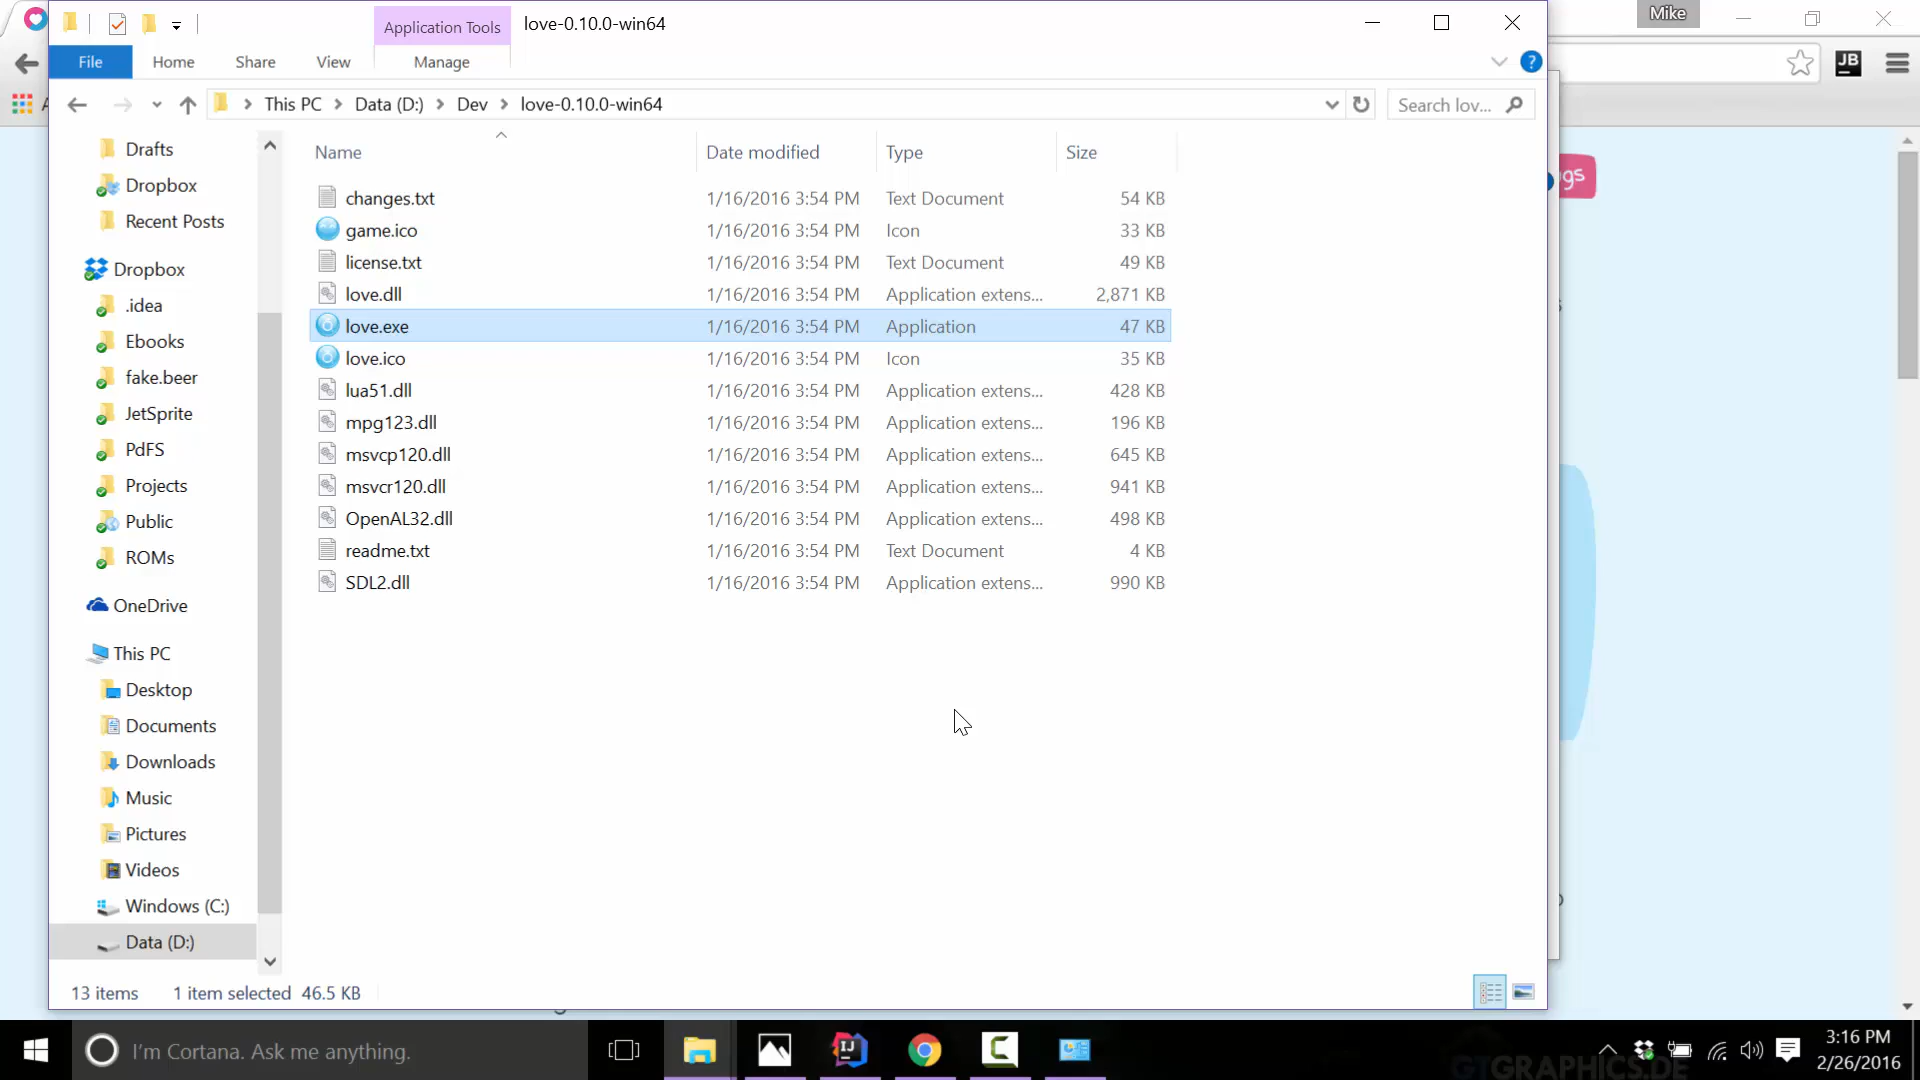 Application Tools
love-0.10.0-win64
Mike
File
Home
Share
View
Manage
?
JB
This PC
Data (D:)
Dev
love-0.10.0-win64
Search lov...
Name
Date modified
Type
Size
Drafts
Dropbox
Recent Posts
Dropbox
.idea
Ebooks
fake.beer
JetSprite
PdFS
Projects
Public
ROMs
OneDrive
This PC
Desktop
Documents
Downloads
Music
Pictures
Videos
Windows (C:)
Data (D:)
changes.txt 1/16/2016 3:54 PM Text Document 54 KB
game.ico 1/16/2016 3:54 PM Icon 33 KB
license.txt 1/16/2016 3:54 PM Text Document 49 KB
love.dll 1/16/2016 3:54 PM Application extens... 2,871 KB
love.exe 1/16/2016 3:54 PM Application 47 KB
love.ico 1/16/2016 3:54 PM Icon 35 KB
lua51.dll 1/16/2016 3:54 PM Application extens... 428 KB
mpg123.dll 1/16/2016 3:54 PM Application extens... 196 KB
msvcp120.dll 1/16/2016 3:54 PM Application extens... 645 KB
msvcr120.dll 1/16/2016 3:54 PM Application extens... 941 KB
OpenAL32.dll 1/16/2016 3:54 PM Application extens... 498 KB
readme.txt 1/16/2016 3:54 PM Text Document 4 KB
SDL2.dll 1/16/2016 3:54 PM Application extens... 990 KB
gs
13 items 1 item selected 46.5 KB
I'm Cortana. Ask me anything.
IJ
GTGRAPHICS.DE
3:16 PM
2/26/2016